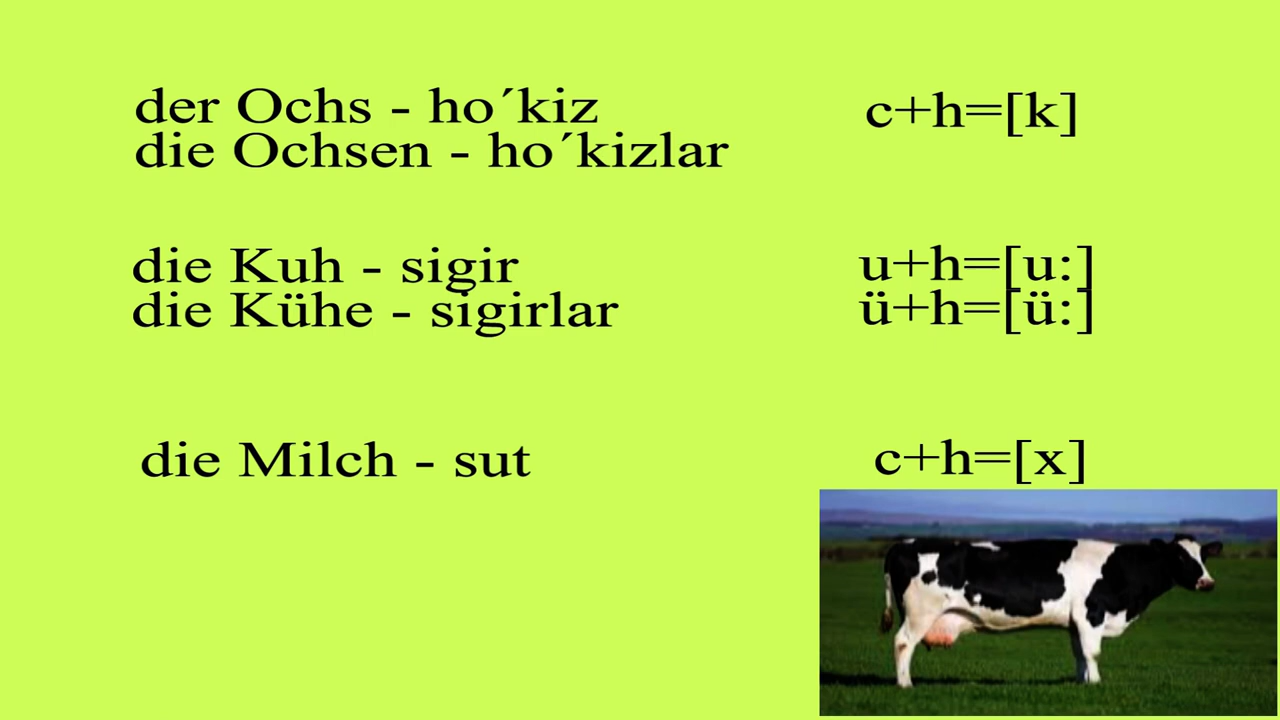 der Ochs - ho´kiz c+h=[k]
die Ochsen - ho´kizlar
die Kuh - sigir u+h=[u:]
die Kühe - sigirlar ü+h=[ü:]
die Milch - sut c+h=[x]